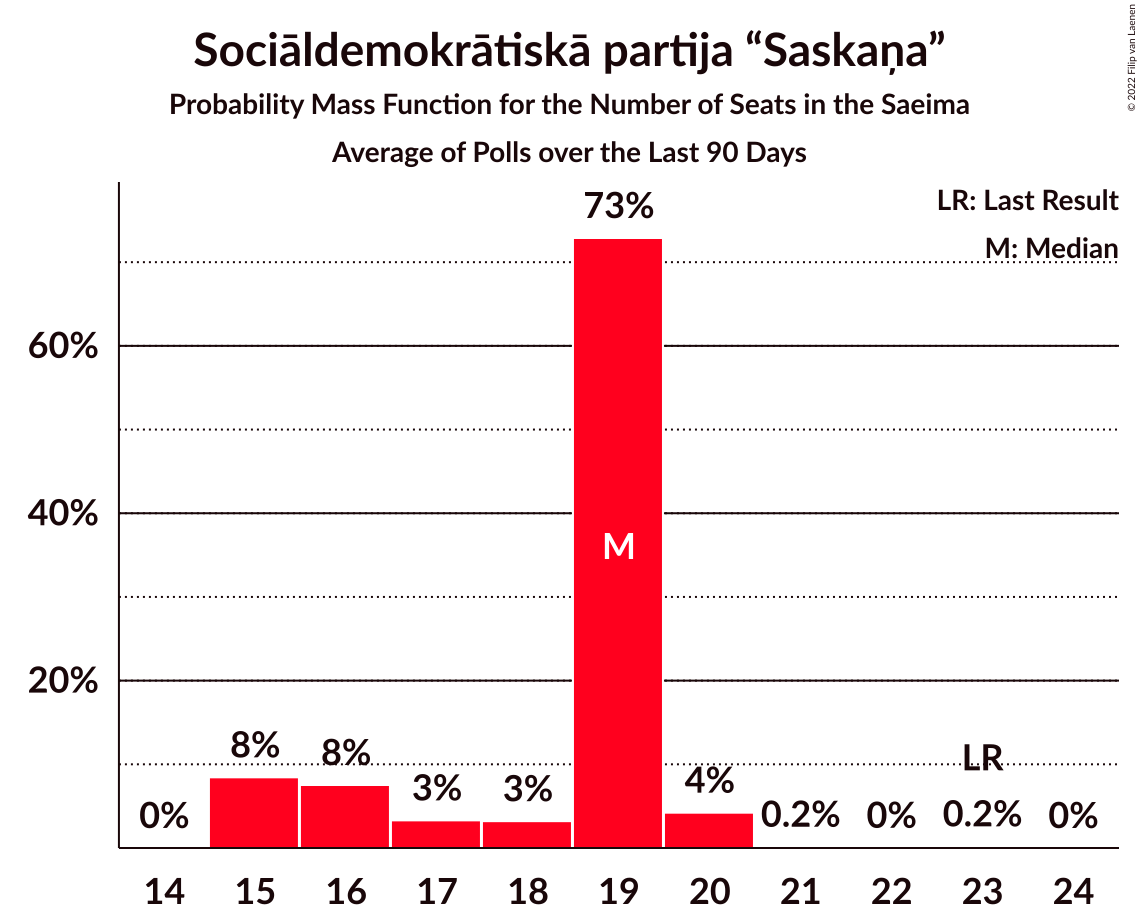 Sociāldemokrātiskā partija “Saskaņa”
Probability Mass Function for the Number of Seats in the Saeima
Average of Polls over the Last 90 Days
© 2022 Filip van Laenen
LR: Last Result
M: Median
73%
60%
40%
20%
M
8%
8%
3%
3%
4%
LR
0%
0.2%
0%
0.2%
0%
14 15 16 17 18 19 20 21 22 23 24